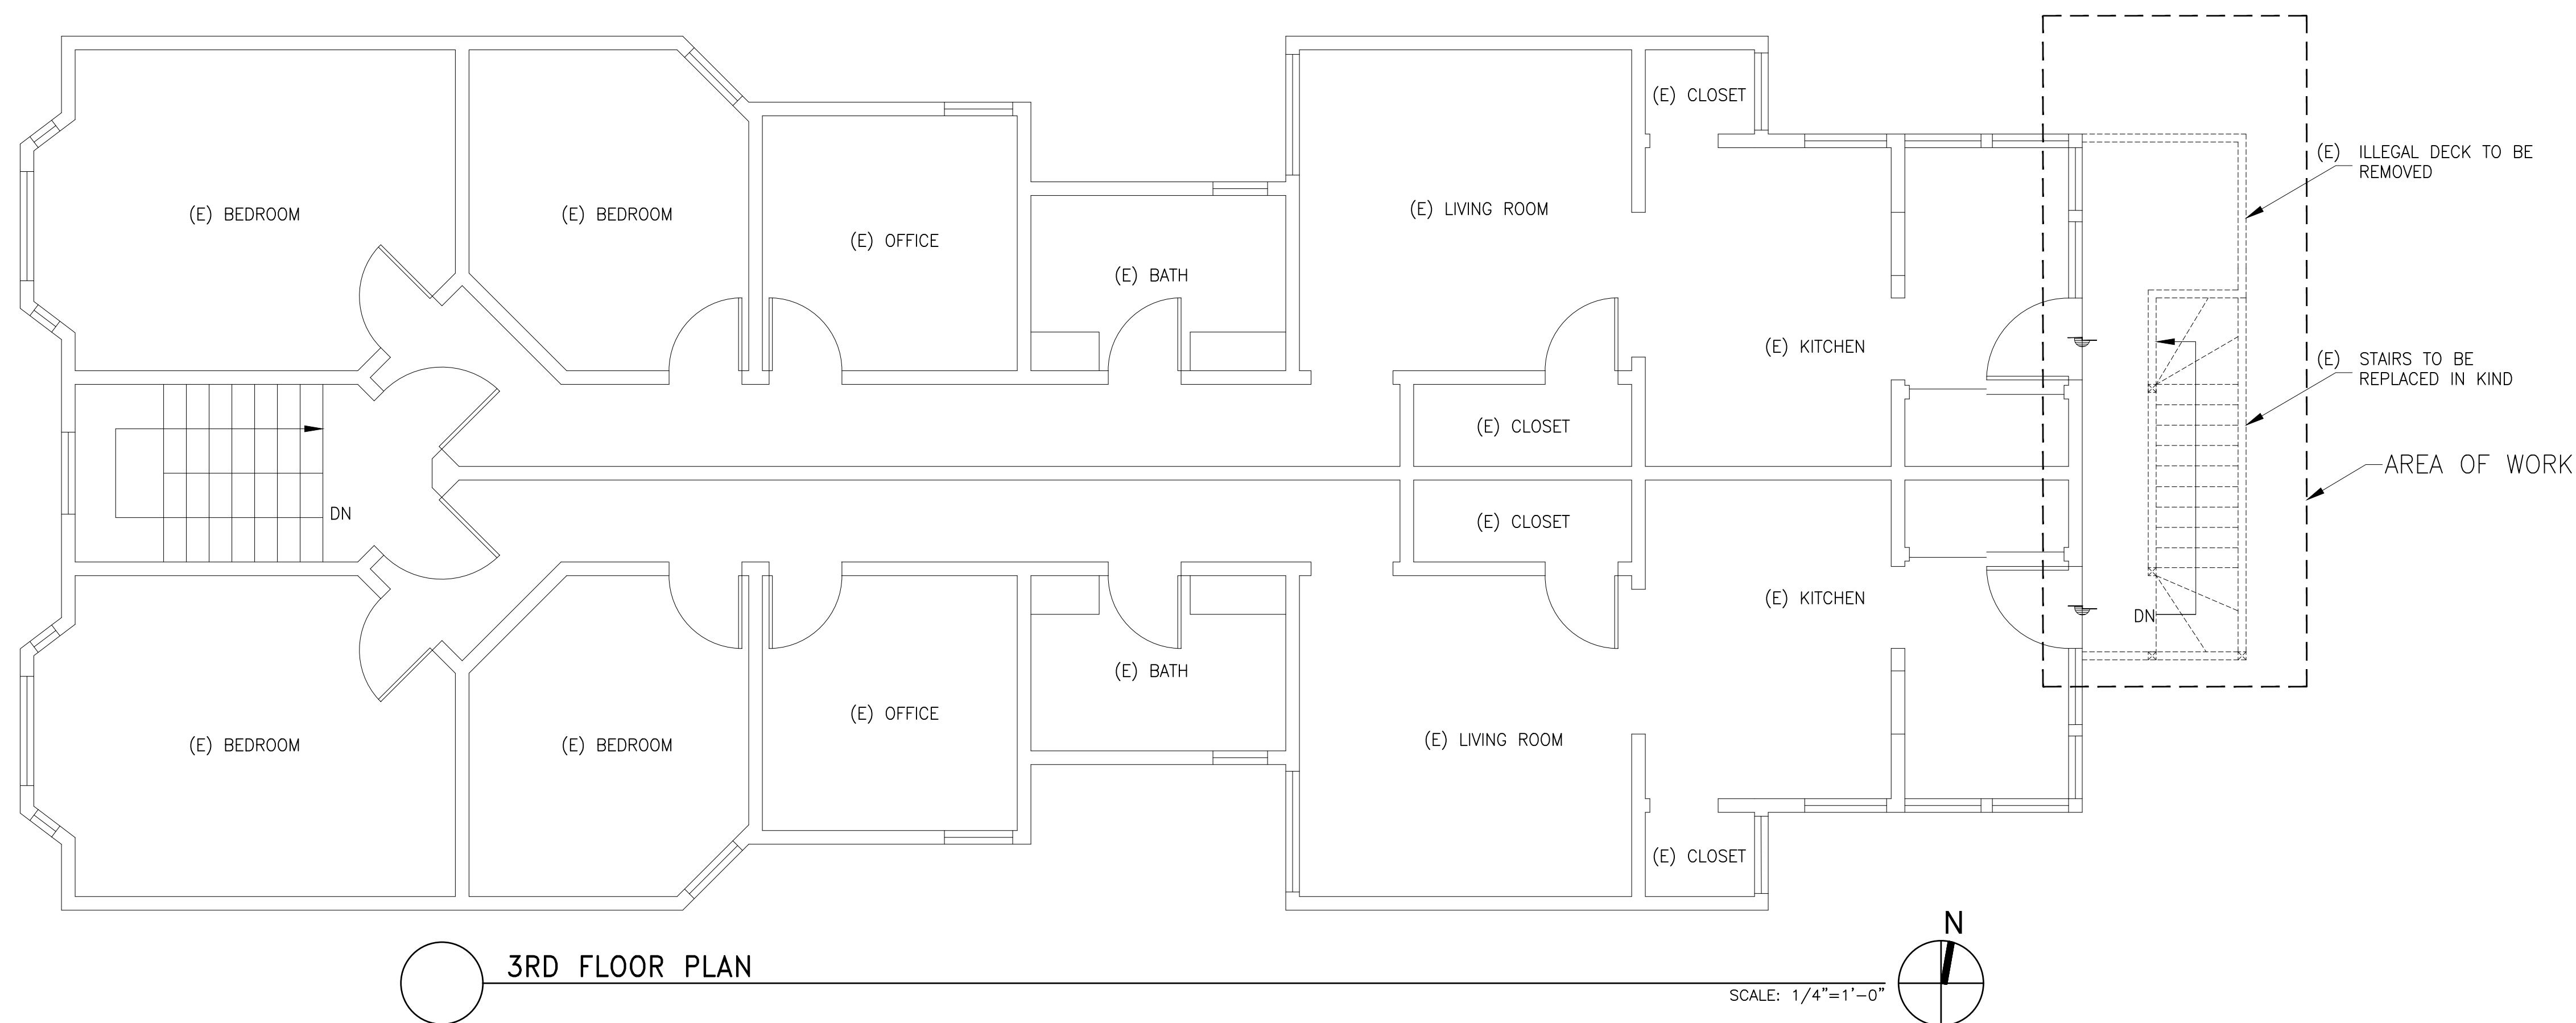 (E) CLOSET
(E) ILLEGAL DECK TO BE
REMOVED
(E) BEDROOM
(E) BEDROOM
(E) OFFICE
(E) BATH
(E) LIVING ROOM
(E) KITCHEN
(E) STAIRS TO BE
REPLACED IN KIND
(E) CLOSET
AREA OF WORK
DN
(E) CLOSET
(E) KITCHEN
DN
(E) BEDROOM
(E) BEDROOM
(E) OFFICE
(E) BATH
(E) LIVING ROOM
(E) CLOSET
N
3RD FLOOR PLAN
SCALE: 1/4"=1'-0"